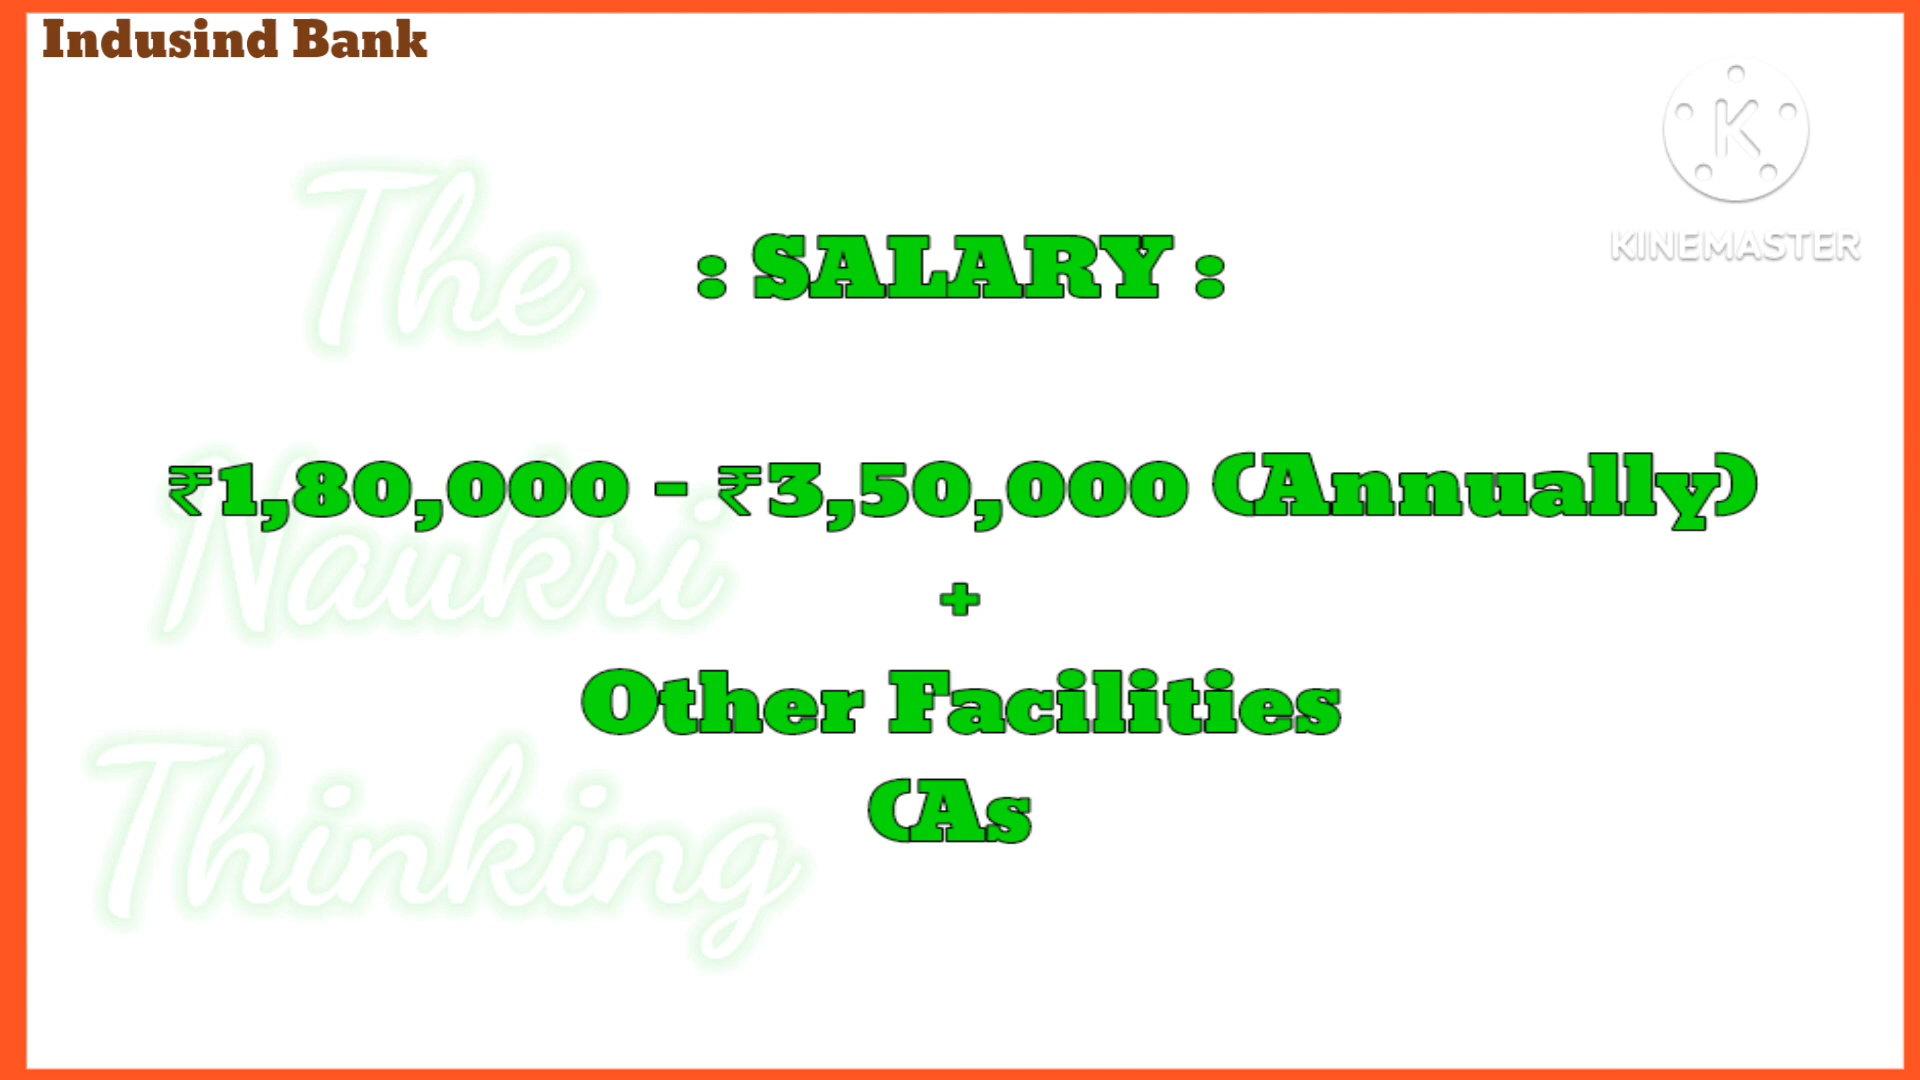 Indusind Bank
K
KINEMASTER
The
: SALARY :
₹1,80,000 - ₹3,50,000 (Annually)
Naukri
+
Other Facilities
Thinking
(As